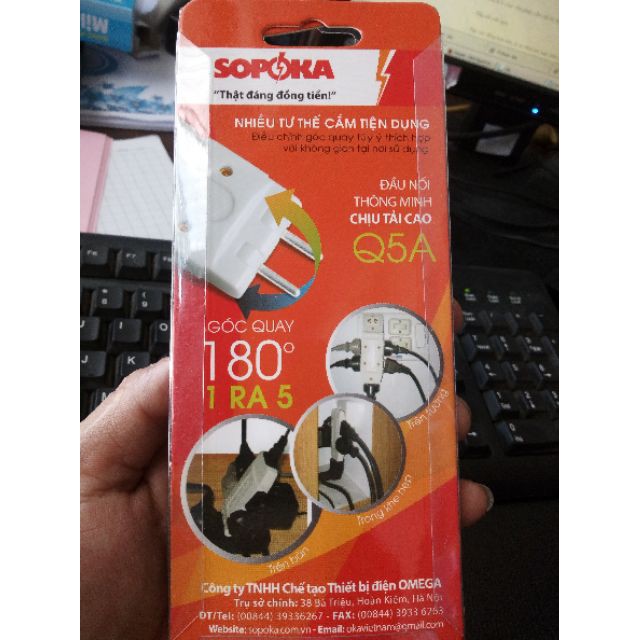 SOPOKA
"Thật đáng đồng tiền!"
NHIỀU TƯ THẾ CẮM TIỆN DỤNG
Điều chỉnh góc quay tùy ý thích hợp
với không gian tại nơi sử dụng
ĐẦU NỐI
THÔNG MINH
CHỊU TẢI CAO
Q5A
GÓC QUAY
180°
1 RA 5
Trên tường
Trong khe hẹp
Trên bàn
Công ty TNHH Chế tạo Thiết bị điện OMEGA
Trụ sở chính: 38 Bà Triệu, Hoàn Kiếm, Hà Nội
ĐT/Tel: (00844) 39336267 - FAX: (00844) 3933 6263
Website: sopoka.com.vn - Email: okavietnam@gmail.com